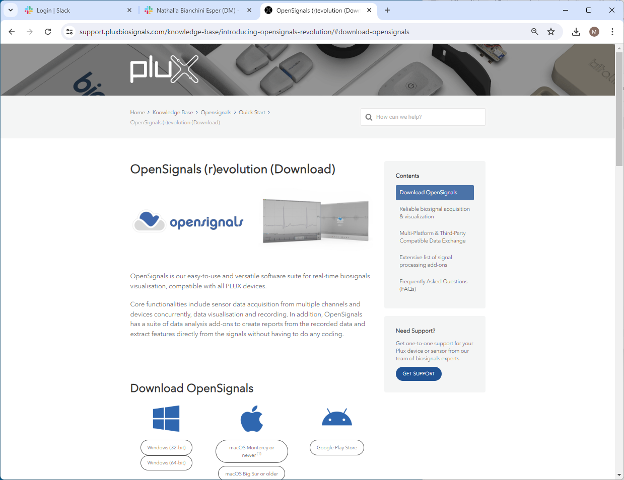 Login | Slack
Nathalia Bianchini Esper (DM)
OpenSignals (r)evolution (Down
support.pluxbiosignals.com/knowledge-base/introducing-opensignals-revolution/#download-opensignals
M
plux
Home > Knowledge Base > Opensignals > Quick Start >
OpenSignals (r)evolution (Download)
How can we help?
OpenSignals (r)evolution (Download)
opensignals
OpenSignals is our easy-to-use and versatile software suite for real-time biosignals
visualisation, compatible with all PLUX devices.
Core functionalities include sensor data acquisition from multiple channels and
devices concurrently, data visualisation and recording. In addition, OpenSignals
has a suite of data analysis add-ons to create reports from the recorded data and
extract features directly from the signals without having to do any coding.
Download OpenSignals
Windows (32-bit)
Windows (64-bit)
macOS Monterey or
newer
macOS Big Sur or older
Google Play Store
Contents
Download OpenSignals
Reliable biosignal acquisition
& visualization
Multi-Platform & Third-Party
Compatible Data Exchange
Extensive list of signal
processing add-ons
Frequently Asked Questions
(FAQs)
Need Support?
Get one to one support for your
Plux device or sensor from our
team of biosignals experts.
GET SUPPORT